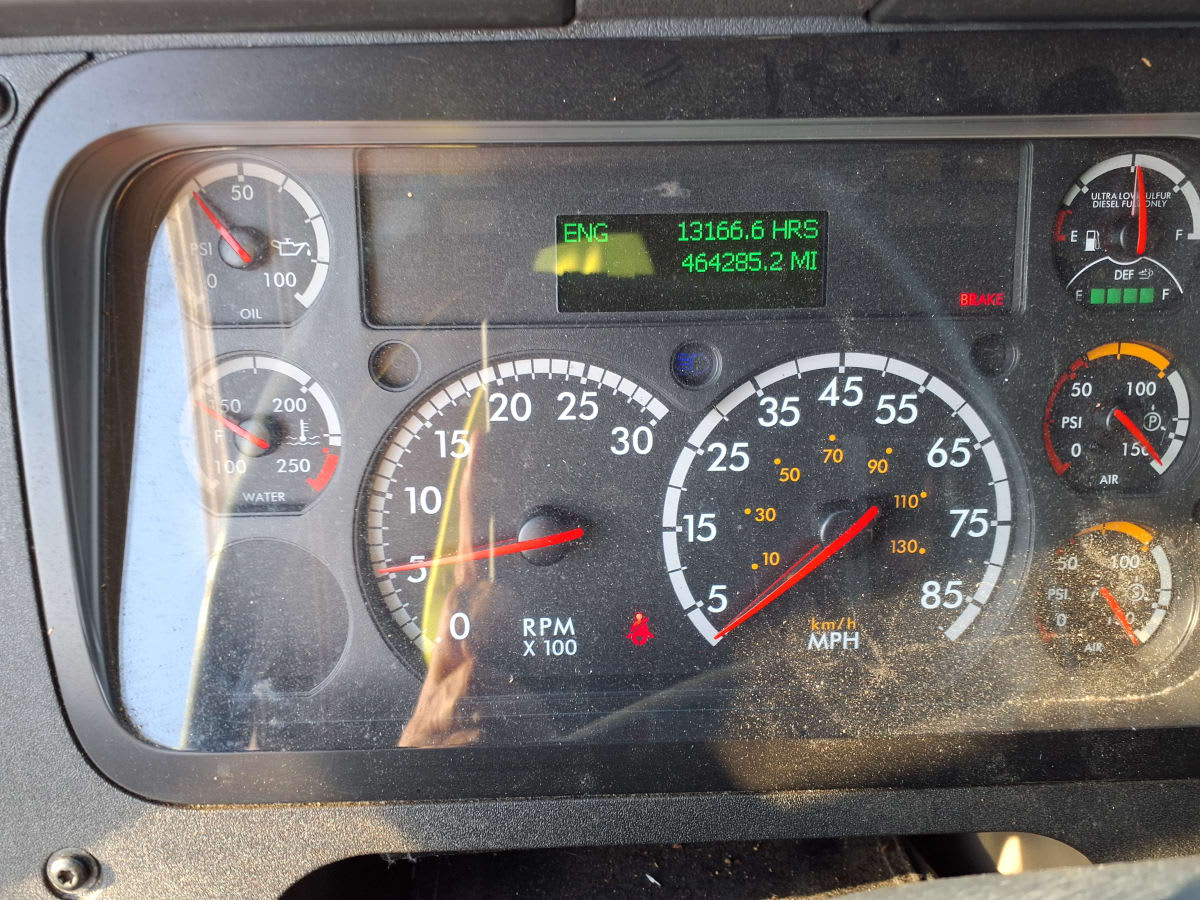 50
PSI
0
100
OIL
150
200
F
100
250
WATER
ENG 13166.6 HRS
464285.2 MI
BRAKE
ULTRA LOW SULFUR
DIESEL FUEL ONLY
E
F
DEF
E
F
0
5
10
15
20
25
30
RPM
X 100
5
15
25
35
45
55
65
75
85
10
30
50
70
90
110
130
km/h
MPH
50
100
PSI
P
0
150
AIR
50
100
PSI
S
0
150
AIR